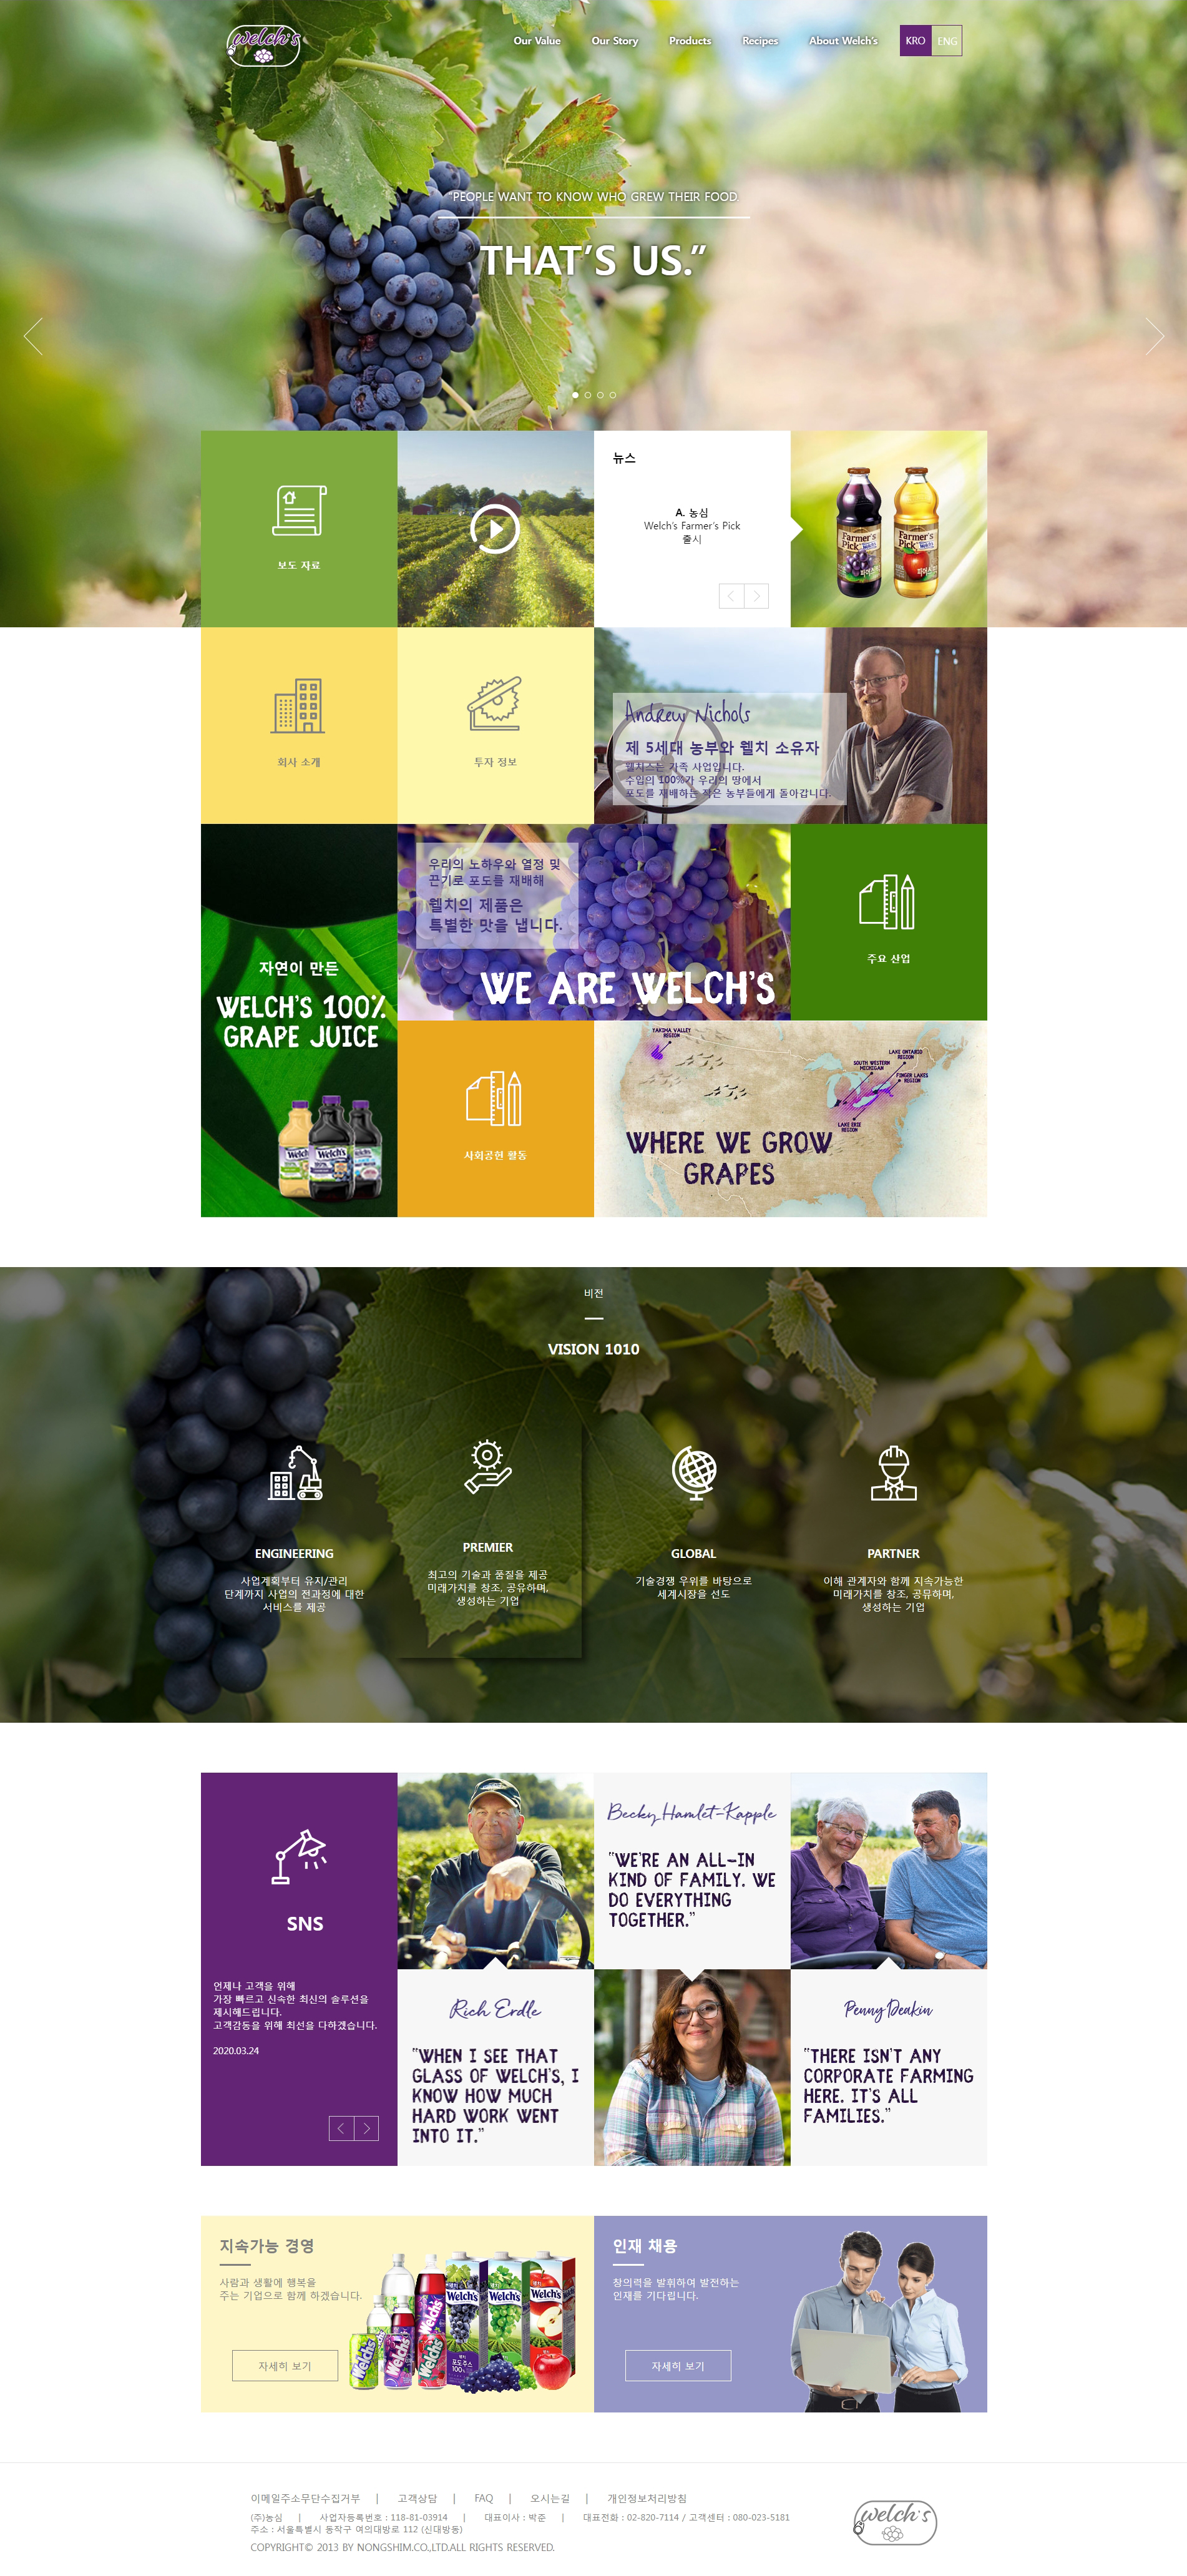 welch's
Our Value
Our Story
Products
Recipes
About Welch's
KRO
ENG
"PEOPLE WANT TO KNOW WHO GREW THEIR FOOD.
THAT'S US."
보도 자료
뉴스
A. 농심
Welch's Farmer's Pick
출시
Farmer's
Pick
Farmer's
Pick
회사 소개
투자 정보
Andrew Nichols
제 5세대 농부와 웰치 소유자
웰치스는 가족 사업입니다.
수입의 100%가 우리의 땅에서
포도를 재배하는 작은 농부들에게 돌아갑니다.
우리의 노하우와 열정 및
끈기로 포도를 재배해
웰치의 제품은
특별한 맛을 냅니다.
WE ARE WELCH'S
주요 산업
자연이 만든
WELCH'S 100%
GRAPE JUICE
Welch's
사회공헌 활동
YAKIMA VALLEY
REGION
LAKE ONTARIO
REGION
SOUTH WESTERN
MICHIGAN
FINGER LAKES
REGION
LAKE ERIE
REGION
WHERE WE GROW
GRAPES
비전
VISION 1010
ENGINEERING
사업계획부터 유지/관리
단계까지 사업의 전과정에 대한
서비스를 제공
PREMIER
최고의 기술과 품질을 제공
미래가치를 창조, 공유하며,
생성하는 기업
GLOBAL
기술경쟁 우위를 바탕으로
세계시장을 선도
PARTNER
이해 관계자와 함께 지속가능한
미래가치를 창조, 공뮤하며,
생성하는 기업
SNS
언제나 고객을 위해
가장 빠르고 신속한 최신의 솔루션을
제시해드립니다.
고객감동을 위해 최선을 다하겠습니다.
2020.03.24
Becky Hamlet-Kapple
"WE'RE AN ALL-IN
KIND OF FAMILY. WE
DO EVERYTHING
TOGETHER."
Rich Erdle
"WHEN I SEE THAT
GLASS OF WELCH'S, I
KNOW HOW MUCH
HARD WORK WENT
INTO IT."
Penny Deakin
"THERE ISN'T ANY
CORPORATE FARMING
HERE. IT'S ALL
FAMILIES."
지속가능 경영
사람과 생활에 행복을
주는 기업으로 함께 하겠습니다.
자세히 보기
Welch's
Welch's
Welch's
Welch's
Welch's
Welch's
Welch's
포도주스
100%
인재 채용
창의력을 발휘하여 발전하는
인재를 기다립니다.
자세히 보기
이메일주소무단수집거부 | 고객상담 | FAQ | 오시는길 | 개인정보처리방침
(주)농심 | 사업자등록번호 : 118-81-03914 | 대표이사 : 박준 | 대표전화 : 02-820-7114 / 고객센터 : 080-023-5181
주소 : 서울특별시 동작구 여의대방로 112 (신대방동)
COPYRIGHT© 2013 BY NONGSHIM.CO.,LTD.ALL RIGHTS RESERVED.
welch's